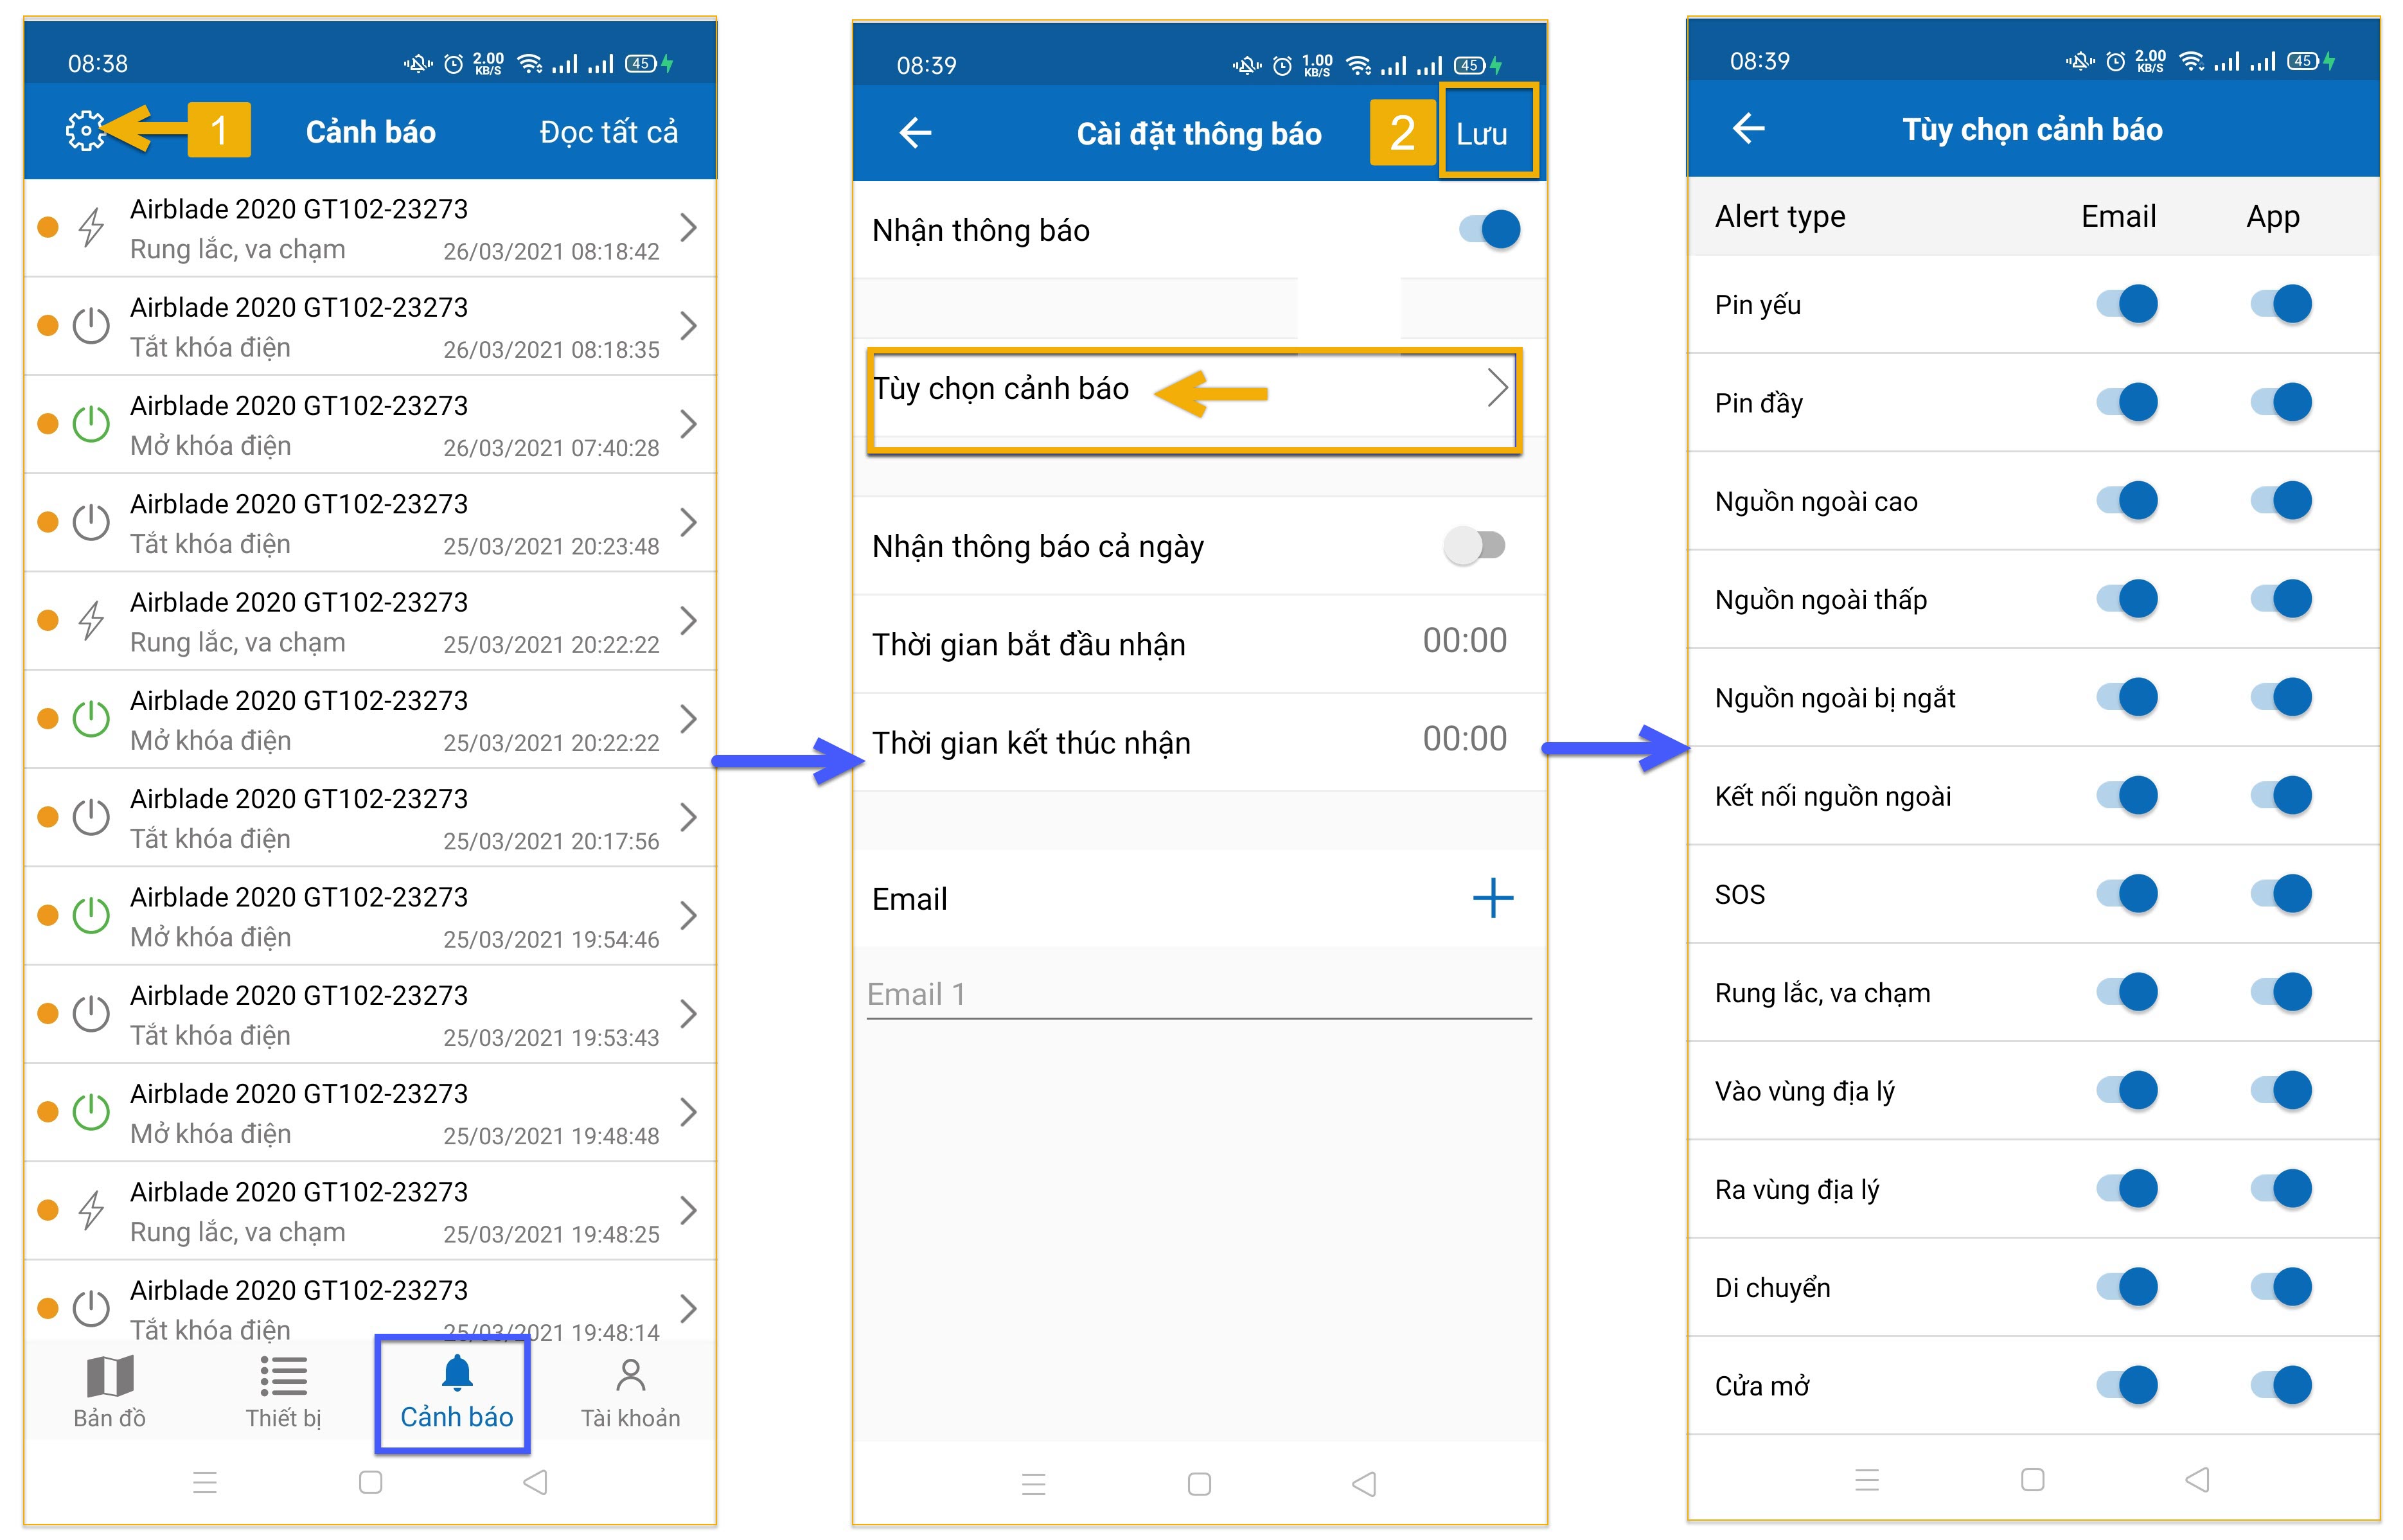 08:38
2.00
KB/S
45
1
Cảnh báo
Đọc tất cả
Airblade 2020 GT102-23273
Rung lắc, va chạm 26/03/2021 08:18:42
Airblade 2020 GT102-23273
Tắt khóa điện 26/03/2021 08:18:35
Airblade 2020 GT102-23273
Mở khóa điện 26/03/2021 07:40:28
Airblade 2020 GT102-23273
Tắt khóa điện 25/03/2021 20:23:48
Airblade 2020 GT102-23273
Rung lắc, va chạm 25/03/2021 20:22:22
Airblade 2020 GT102-23273
Mở khóa điện 25/03/2021 20:22:22
Airblade 2020 GT102-23273
Tắt khóa điện 25/03/2021 20:17:56
Airblade 2020 GT102-23273
Mở khóa điện 25/03/2021 19:54:46
Airblade 2020 GT102-23273
Tắt khóa điện 25/03/2021 19:53:43
Airblade 2020 GT102-23273
Mở khóa điện 25/03/2021 19:48:48
Airblade 2020 GT102-23273
Rung lắc, va chạm 25/03/2021 19:48:25
Airblade 2020 GT102-23273
Tắt khóa điện 25/03/2021 19:48:14
Bản đồ Thiết bị Cảnh báo Tài khoản
08:39
1.00
KB/S
45
Cài đặt thông báo
2
Lưu
Nhận thông báo
Tùy chọn cảnh báo
Nhận thông báo cả ngày
Thời gian bắt đầu nhận 00:00
Thời gian kết thúc nhận 00:00
Email
Email 1
08:39
2.00
KB/S
45
Tùy chọn cảnh báo
Alert type Email App
Pin yếu
Pin đầy
Nguồn ngoài cao
Nguồn ngoài thấp
Nguồn ngoài bị ngắt
Kết nối nguồn ngoài
SOS
Rung lắc, va chạm
Vào vùng địa lý
Ra vùng địa lý
Di chuyển
Cửa mở